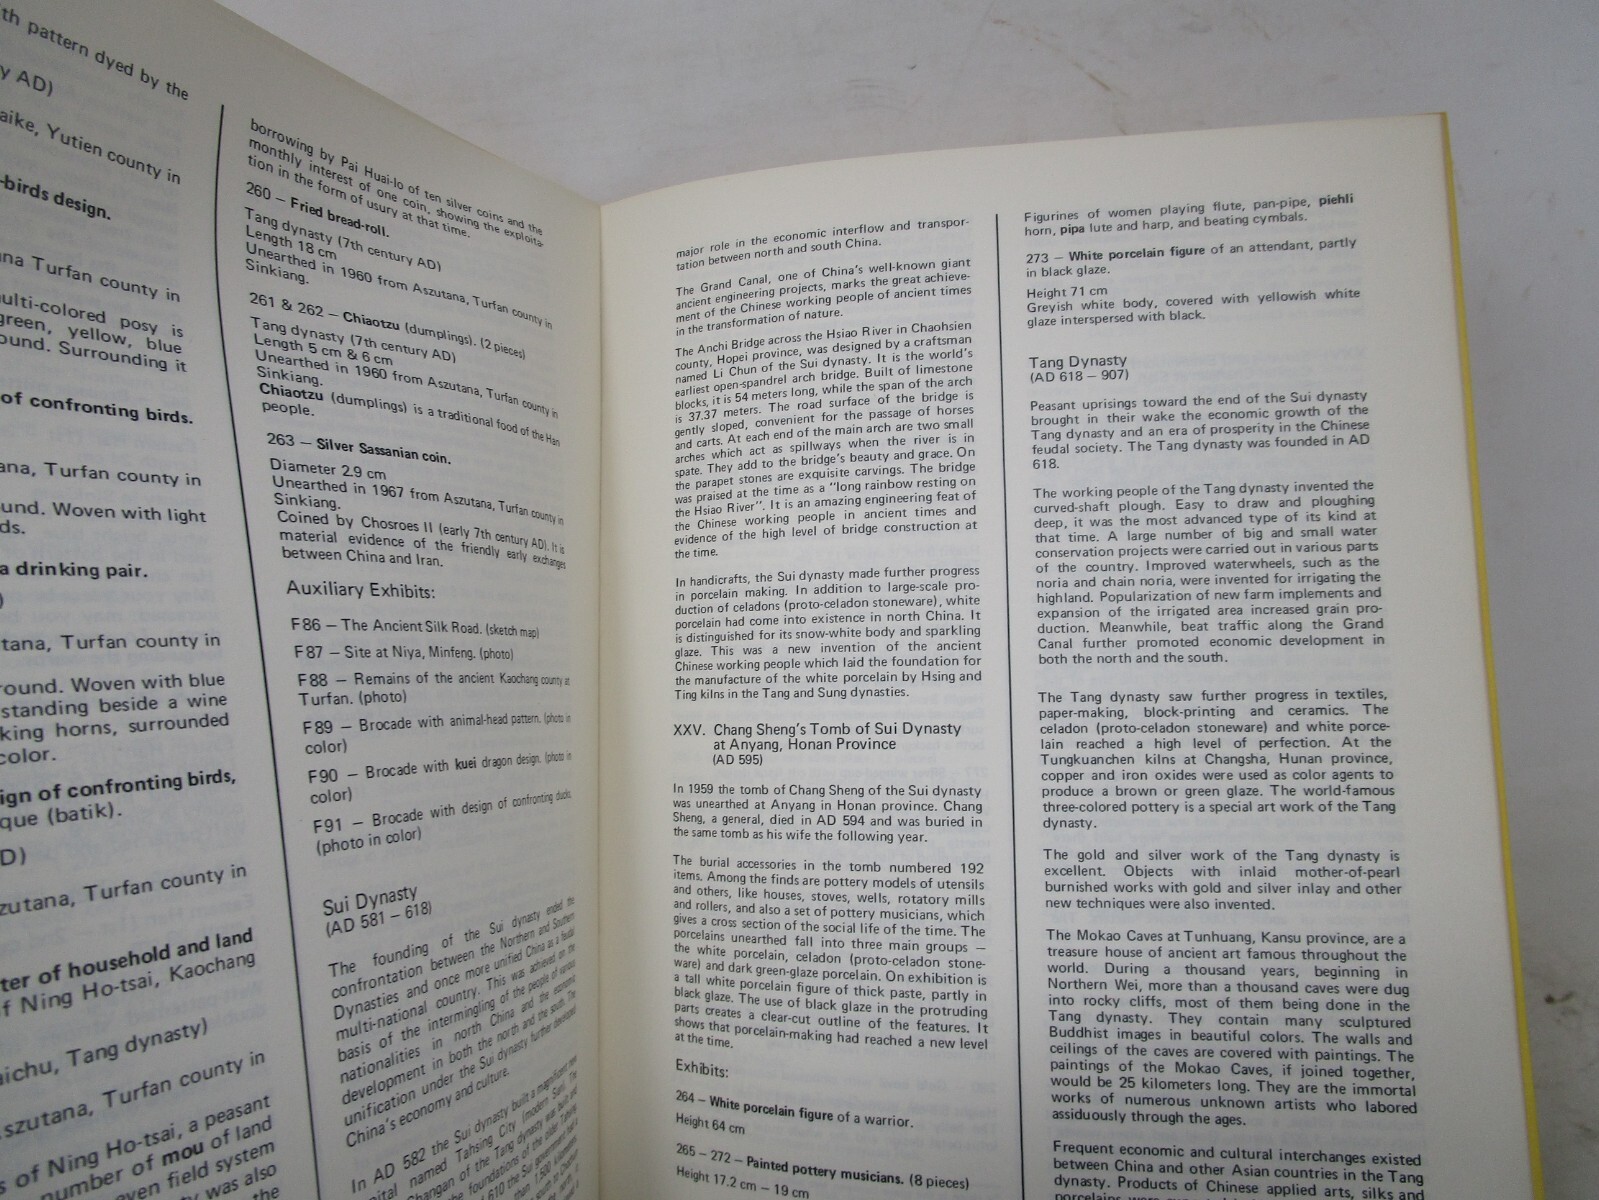 th pattern dyed by the
y AD)
aike, Yutien county in
-birds design.
na Turfan county in
ulti-colored posy is
green, yellow, blue
ound. Surrounding it
of confronting birds.
ana, Turfan county in
und. Woven with light
ds.
a drinking pair.
)
tana, Turfan county in
round. Woven with blue
standing beside a wine
king horns, surrounded
color.
ign of confronting birds,
que (batik).
D)
zutana, Turfan county in
ter of household and land
f Ning Ho-tsai, Kaochang
aichu, Tang dynasty)
szutana, Turfan county in
s of Ning Ho-tsai, a peasant
number of mou of land
ven field system
ty was also
the
borrowing by Pai Huai-lo of ten silver coins and the
monthly interest of one coin, showing the exploita-
tion in the form of usury at that time.
260 – Fried bread-roll.
Tang dynasty (7th century AD)
Length 18 cm
Unearthed in 1960 from Aszutana, Turfan county in
Sinkiang.
261 & 262 – Chiaotzu (dumplings). (2 pieces)
Tang dynasty (7th century AD)
Length 5 cm & 6 cm
Unearthed in 1960 from Aszutana, Turfan county in
Sinkiang.
Chiaotzu (dumplings) is a traditional food of the Han
people.
263 – Silver Sassanian coin.
Diameter 2.9 cm
Unearthed in 1967 from Aszutana, Turfan county in
Sinkiang.
Coined by Chosroes II (early 7th century AD). It is
material evidence of the friendly early exchanges
between China and Iran.
Auxiliary Exhibits:
F86 – The Ancient Silk Road. (sketch map)
F87 – Site at Niya, Minfeng. (photo)
F88 – Remains of the ancient Kaochang county at
Turfan. (photo)
F89 – Brocade with animal-head pattern. (photo in
color)
F90 – Brocade with kuei dragon design. (photo in
color)
F91 – Brocade with design of confronting ducks.
(photo in color)
Sui Dynasty
(AD 581 – 618)
The founding of the Sui dynasty ended the
confrontation between the Northern and Southern
Dynasties and once more unified China as a feudal
multi-national country. This was achieved on the
basis of the intermingling of the people of various
nationalities in north China and the economic
development in both the north and the south. The
unification under the Sui dynasty further developed
China's economy and culture.
In AD 582 the Sui dynasty built a magnificent new
pital named Tahsing City (modern Sian). The
Changan of the Tang dynasty was built
the foundations of the older Tahsing
610 the Sui government
major role in the economic interflow and transpor-
tation between north and south China.
The Grand Canal, one of China's well-known giant
ancient engineering projects, marks the great achieve-
ment of the Chinese working people of ancient times
in the transformation of nature.
The Anchi Bridge across the Hsiao River in Chaohsien
county, Hopei province, was designed by a craftsman
named Li Chun of the Sui dynasty. It is the world's
earliest open-spandrel arch bridge. Built of limestone
blocks, it is 54 meters long, while the span of the arch
is 37.37 meters. The road surface of the bridge is
gently sloped, convenient for the passage of horses
and carts. At each end of the main arch are two small
arches which act as spillways when the river is in
spate. They add to the bridge's beauty and grace. On
the parapet stones are exquisite carvings. The bridge
was praised at the time as a "long rainbow resting on
the Hsiao River". It is an amazing engineering feat of
the Chinese working people in ancient times and
evidence of the high level of bridge construction at
the time.
In handicrafts, the Sui dynasty made further progress
in porcelain making. In addition to large-scale pro-
duction of celadons (proto-celadon stoneware), white
porcelain had come into existence in north China. It
is distinguished for its snow-white body and sparkling
glaze. This was a new invention of the ancient
Chinese working people which laid the foundation for
the manufacture of the white porcelain by Hsing and
Ting kilns in the Tang and Sung dynasties.
XXV. Chang Sheng's Tomb of Sui Dynasty
at Anyang, Honan Province
(AD 595)
In 1959 the tomb of Chang Sheng of the Sui dynasty
was unearthed at Anyang in Honan province. Chang
Sheng, a general, died in AD 594 and was buried in
the same tomb as his wife the following year.
The burial accessories in the tomb numbered 192
items. Among the finds are pottery models of utensils
and others, like houses, stoves, wells, rotatory mills
and rollers, and also a set of pottery musicians, which
gives a cross section of the social life of the time. The
porcelains unearthed fall into three main groups –
the white porcelain, celadon (proto-celadon stone-
ware) and dark green-glaze porcelain. On exhibition is
a tall white porcelain figure of thick paste, partly in
black glaze. The use of black glaze in the protruding
parts creates a clear-cut outline of the features. It
shows that porcelain-making had reached a new level
at the time.
Exhibits:
264 – White porcelain figure of a warrior.
Height 64 cm
265 – 272 – Painted pottery musicians. (8 pieces)
Height 17.2 cm – 19 cm
Figurines of women playing flute, pan-pipe, piehli
horn, pipa lute and harp, and beating cymbals.
273 – White porcelain figure of an attendant, partly
in black glaze.
Height 71 cm
Greyish white body, covered with yellowish white
glaze interspersed with black.
Tang Dynasty
(AD 618 – 907)
Peasant uprisings toward the end of the Sui dynasty
brought in their wake the economic growth of the
Tang dynasty and an era of prosperity in the Chinese
feudal society. The Tang dynasty was founded in AD
618.
The working people of the Tang dynasty invented the
curved-shaft plough. Easy to draw and ploughing
deep, it was the most advanced type of its kind at
that time. A large number of big and small water
conservation projects were carried out in various parts
of the country. Improved waterwheels, such as the
noria and chain noria, were invented for irrigating the
highland. Popularization of new farm implements and
expansion of the irrigated area increased grain pro-
duction. Meanwhile, beat traffic along the Grand
Canal further promoted economic development in
both the north and the south.
The Tang dynasty saw further progress in textiles,
paper-making, block-printing and ceramics. The
celadon (proto-celadon stoneware) and white porce-
lain reached a high level of perfection. At the
Tungkuanchen kilns at Changsha, Hunan province,
copper and iron oxides were used as color agents to
produce a brown or green glaze. The world-famous
three-colored pottery is a special art work of the Tang
dynasty.
The gold and silver work of the Tang dynasty is
excellent. Objects with inlaid mother-of-pearl
burnished works with gold and silver inlay and other
new techniques were also invented.
The Mokao Caves at Tunhuang, Kansu province, are a
treasure house of ancient art famous throughout the
world. During a thousand years, beginning in
Northern Wei, more than a thousand caves were dug
into rocky cliffs, most of them being done in the
Tang dynasty. They contain many sculptured
Buddhist images in beautiful colors. The walls and
ceilings of the caves are covered with paintings. The
paintings of the Mokao Caves, if joined together,
would be 25 kilometers long. They are the immortal
works of numerous unknown artists who labored
assiduously through the ages.
Frequent economic and cultural interchanges existed
between China and other Asian countries in the Tang
dynasty. Products of Chinese applied arts, silks and
porcelains were